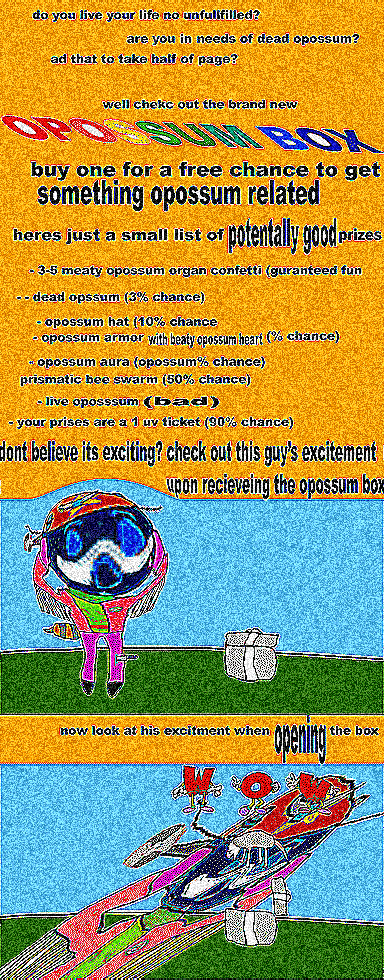 do you live your life no unfullfilled?
are you in needs of dead opossum?
ad that to take half of page?
well chekc out the brand new
OPOSSUM BOX
buy one for a free chance to get
something opossum related
heres just a small list of potentally good prizes
- 3-5 meaty opossum organ confetti (guranteed fun
- - dead opssum (3% chance)
- opossum hat (10% chance
- opossum armor with beaty opossum heart (% chance)
- opossum aura (opossum% chance)
prismatic bee swarm (50% chance)
- live oposssum (bad)
- your prises are a 1 uv ticket (90% chance)
dont believe its exciting? check out this guy's excitement
upon recieveing the opossum box
now look at his excitment when opening the box
WOW